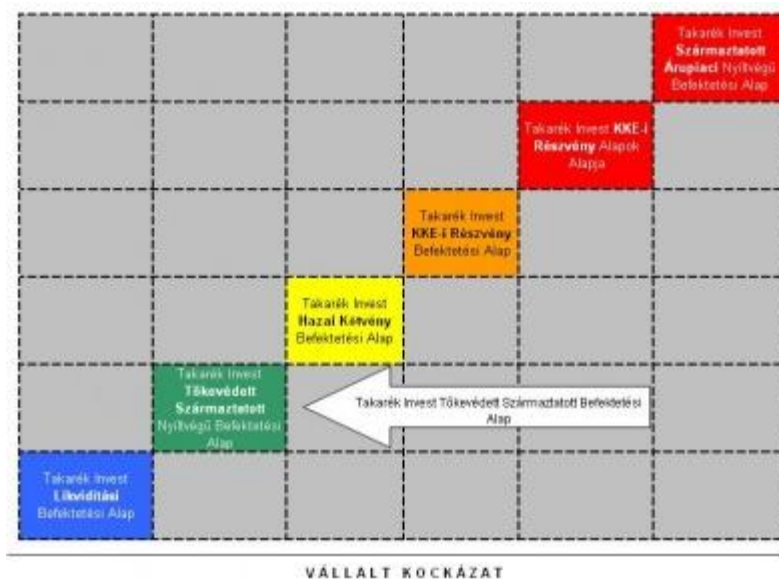 Takarék Invest
Származtatott
Árupiaci Nyíltvégű
Befektetési Alap
Takarék Invest KKE-i
Részvény Alapok
Alapja
Takarék Invest
KKE-i Részvény
Befektetési Alap
Takarék Invest
Hazai Kötvény
Befektetési Alap
Takarék Invest
Tőkevédett
Származtatott
Nyíltvégű Befektetési
Alap
Takarék Invest Tőkevédett Származtatott Befektetési
Alap
Takarék Invest
Likviditási
Befektetési Alap
VÁLLALT KOCKÁZAT